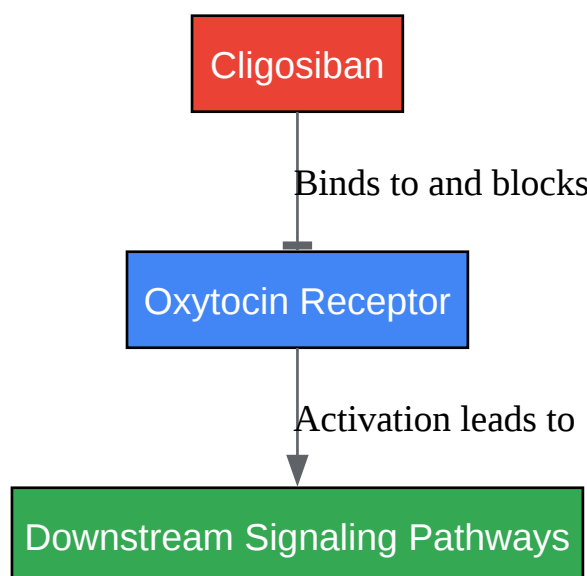 Cligosiban
Binds to and blocks
Oxytocin Receptor
Activation leads to
Downstream Signaling Pathways